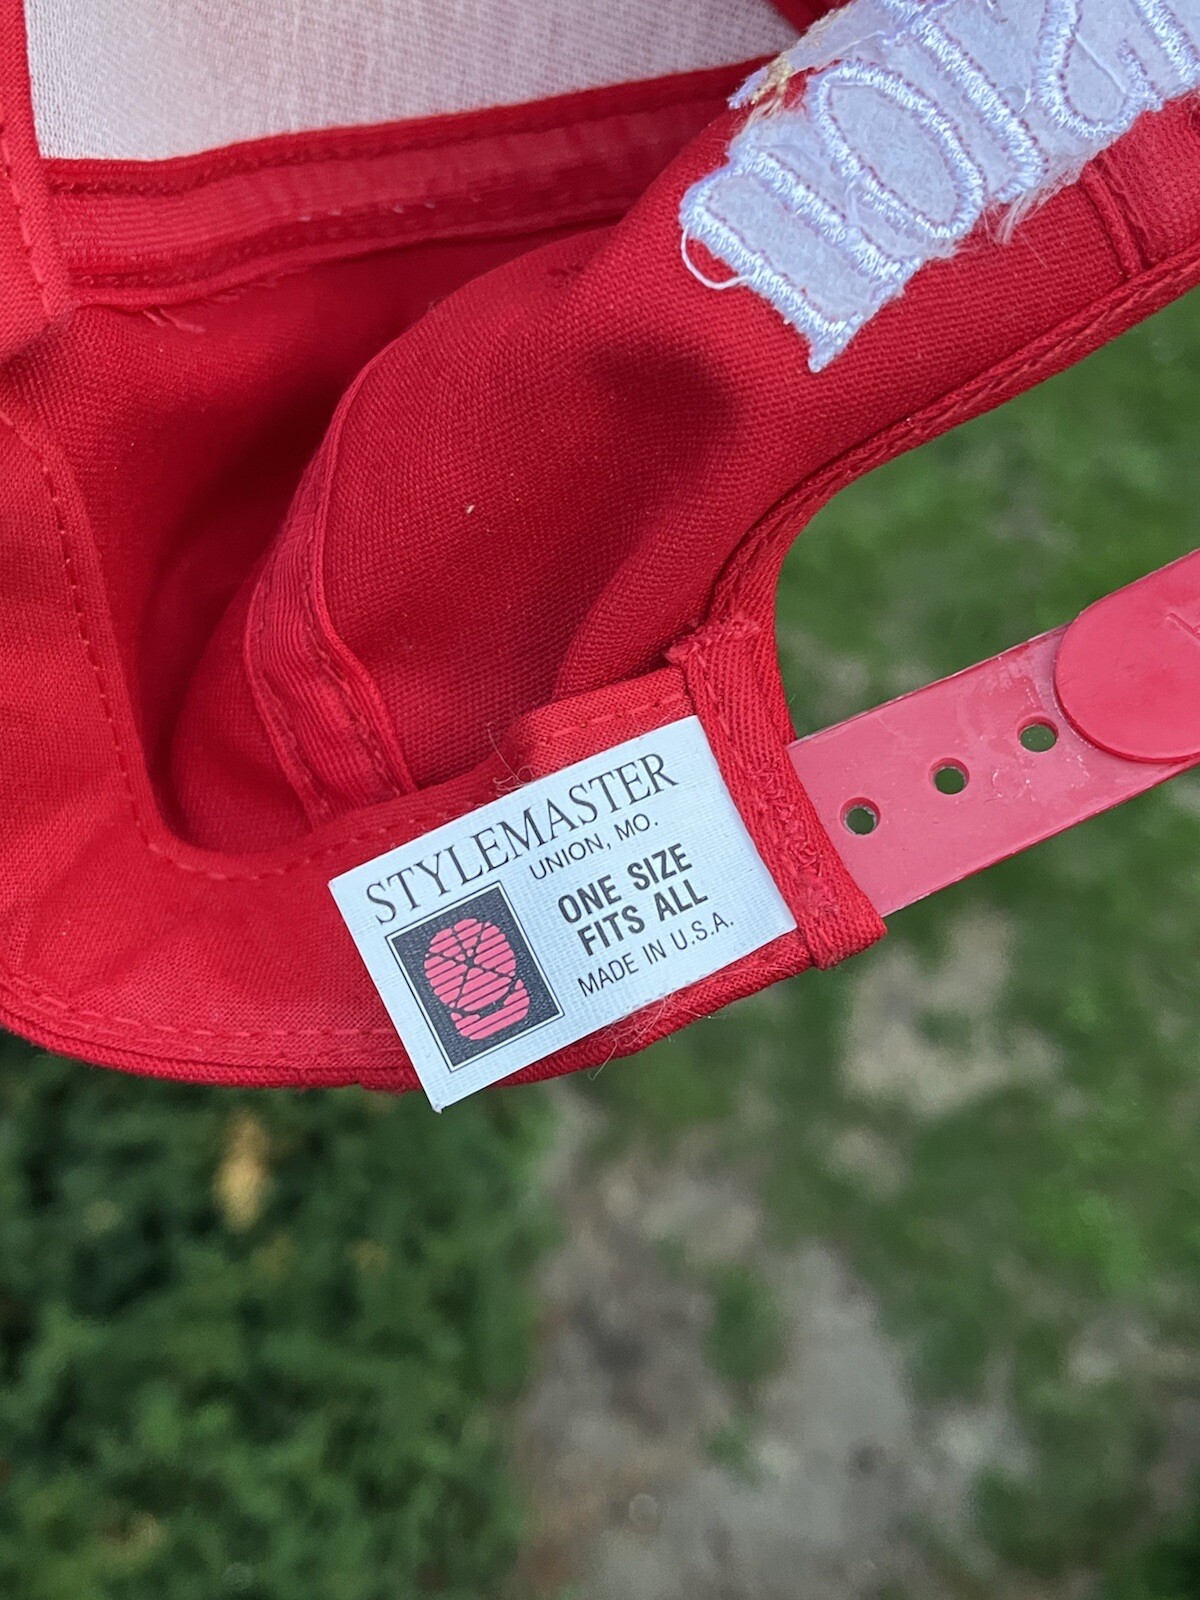 STYLEMASTER
UNION, MO.
ONE SIZE
FITS ALL
MADE IN U.S.A.